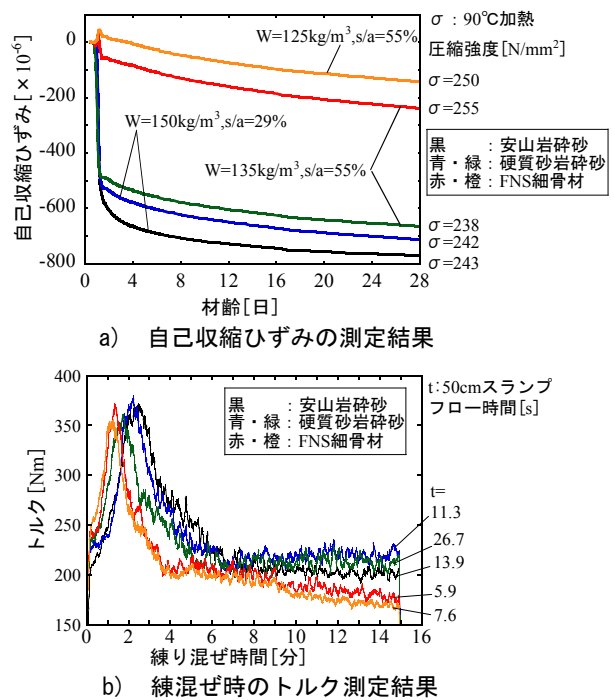 σ：90℃加熱
圧縮強度[N/mm²]
0
-200
-400
-600
-800
自己収縮ひずみ[×10⁻⁶]
W=125kg/m³,s/a=55%
W=150kg/m³,s/a=29%
W=135kg/m³,s/a=55%
σ=250
σ=255
黒　　：安山岩砕砂
青・緑：硬質砂岩砕砂
赤・橙：FNS細骨材
σ=238
σ=242
σ=243
0 4 8 12 16 20 24 28
材齢[日]
a)　自己収縮ひずみの測定結果
400
350
300
250
200
150
トルク[Nm]
黒　　：安山岩砕砂
青・緑：硬質砂岩砕砂
赤・橙：FNS細骨材
t：50cmスランプ
フロー時間[s]
t=
11.3
26.7
13.9
5.9
7.6
0 2 4 6 8 10 12 14 16
練り混ぜ時間[分]
b)　練混ぜ時のトルク測定結果